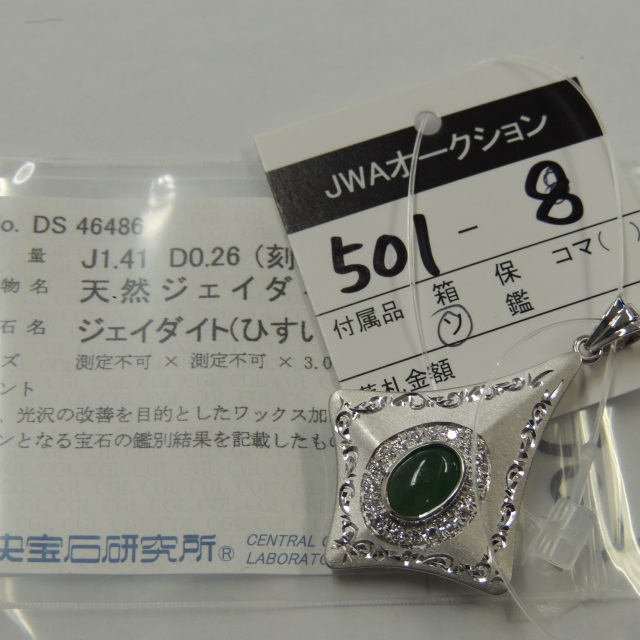 o. DS 46486
量 J1.41 D0.26 (刻
物名 天然ジェイダ
石名 ジェイダイト(ひすい
ズ 測定不可 × 測定不可 × 3.0
ント
、光沢の改善を目的としたワックス加
ンとなる宝石の鑑別結果を記載したもの
央宝石研究所®
CENTRAL G
LABORATO
JWAオークション
501-8
付属品 箱 保 コマ( )
ソ 鑑
札金額